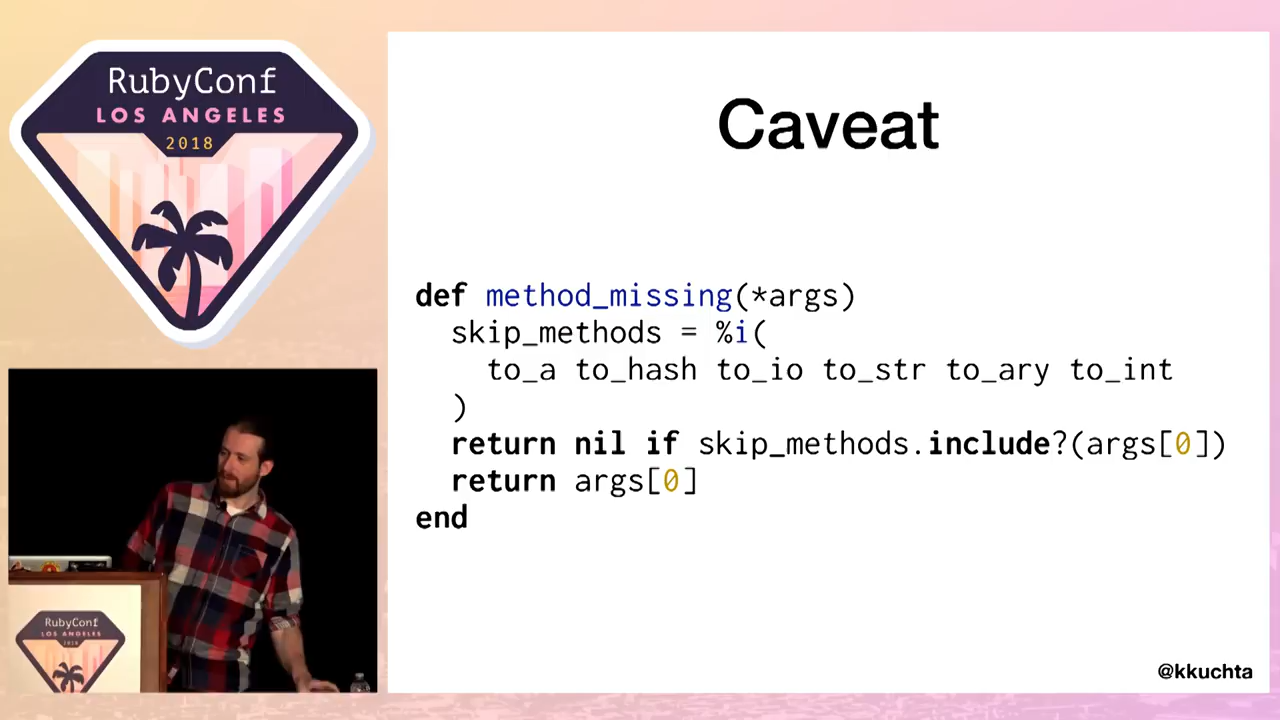 RubyConf
LOS ANGELES
2018
Caveat
def method_missing(*args)
  skip_methods = %i(
    to_a to_hash to_io to_str to_ary to_int
  )
  return nil if skip_methods.include?(args[0])
  return args[0]
end
RubyConf
LOS ANGELES
2018
@kkuchta